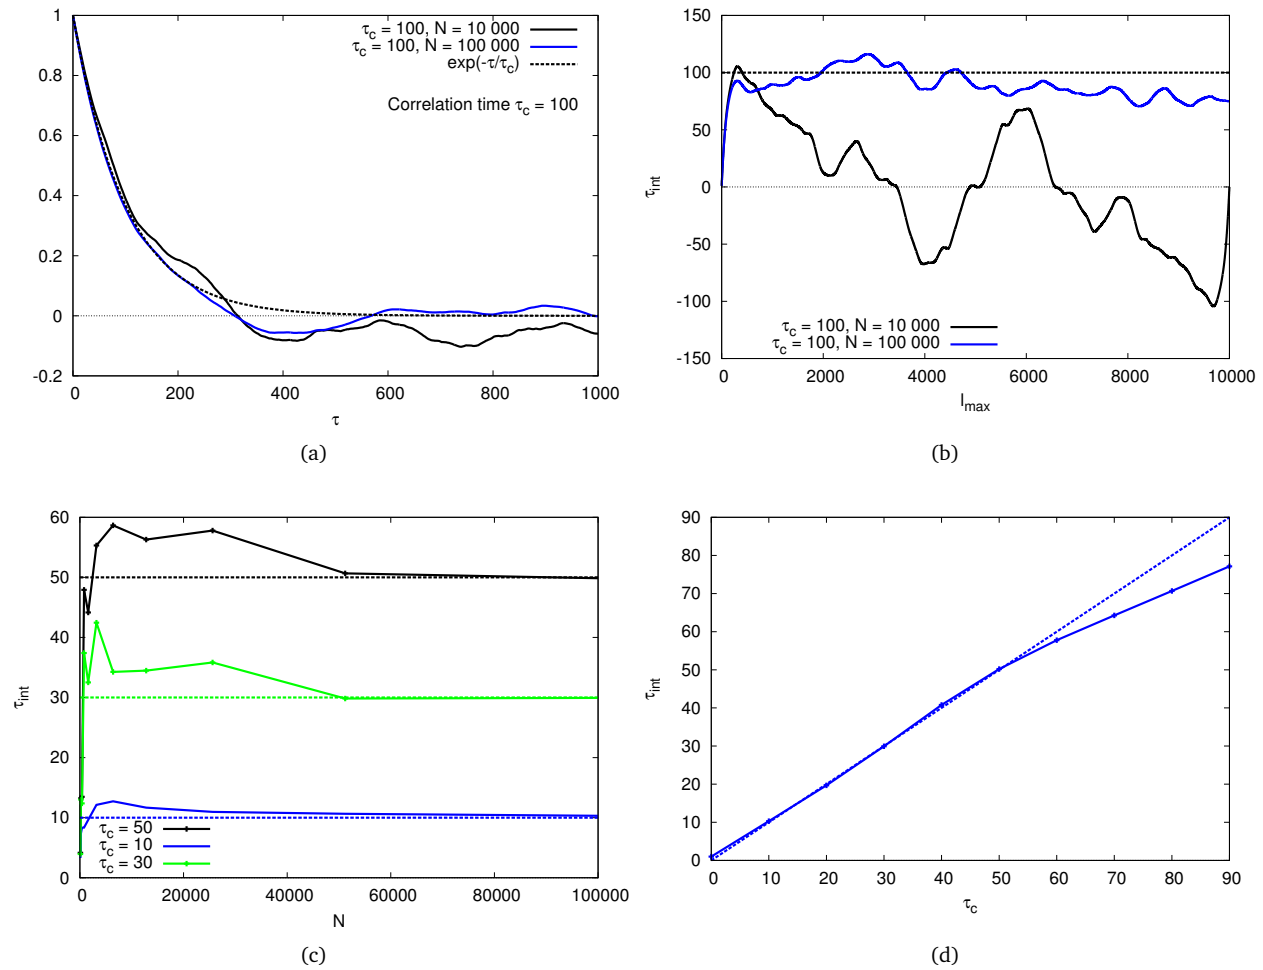 1
0.8
0.6
0.4
0.2
0
-0.2
0 200 400 600 800 1000
τ
τc = 100, N = 10 000
τc = 100, N = 100 000
exp(-τ/τc)
Correlation time τc = 100
(a)
150
100
50
0
-50
-100
-150
τint
0 2000 4000 6000 8000 10000
lmax
τc = 100, N = 10 000
τc = 100, N = 100 000
(b)
60
50
40
30
20
10
0
τint
τc = 50
τc = 10
τc = 30
0 20000 40000 60000 80000 100000
N
(c)
90
80
70
60
50
40
30
20
10
0
τint
0 10 20 30 40 50 60 70 80 90
τc
(d)